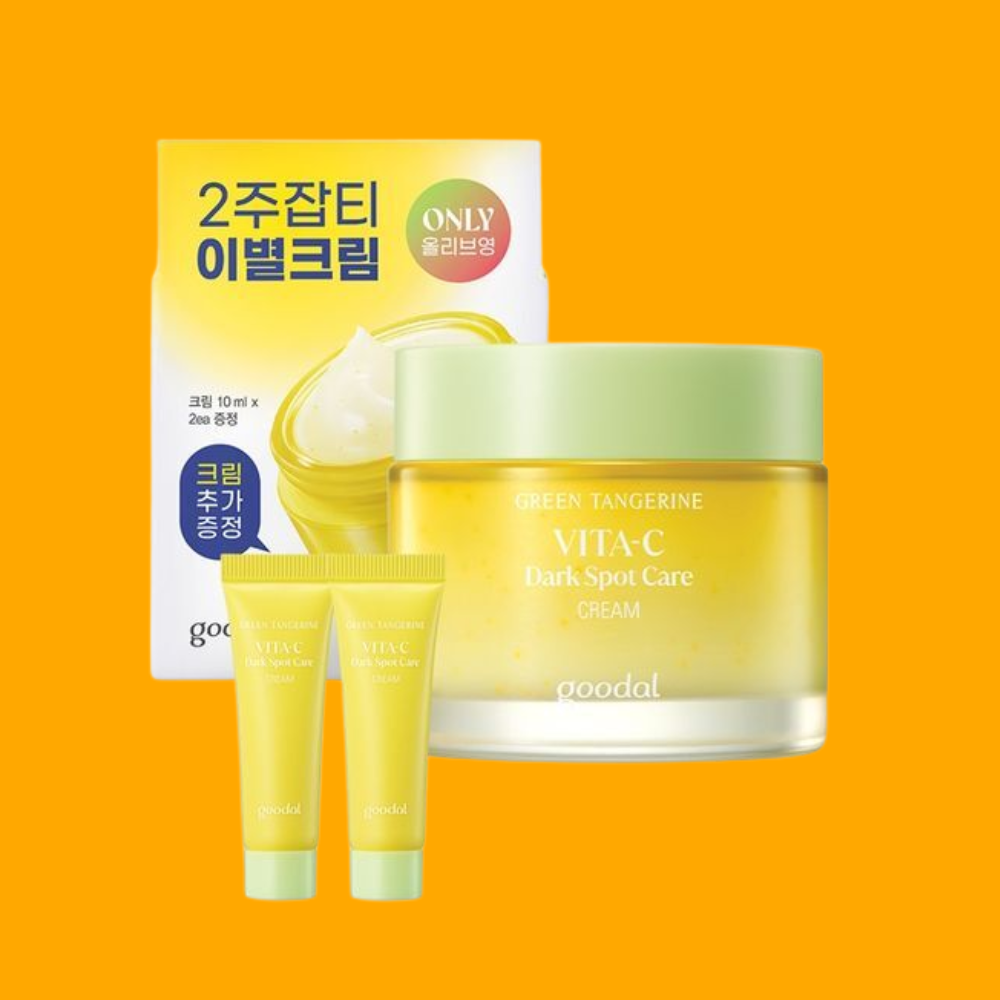 2주잡티
이별크림
ONLY
올리브영
크림 10 ml x
2ea 증정
크림
추가
증정
GREEN TANGERINE
VITA-C
Dark Spot Care
CREAM
goodal
GREEN TANGERINE
VITA-C
Dark Spot Care
CREAM
goodal
GREEN TANGERINE
VITA-C
Dark Spot Care
CREAM
goodal